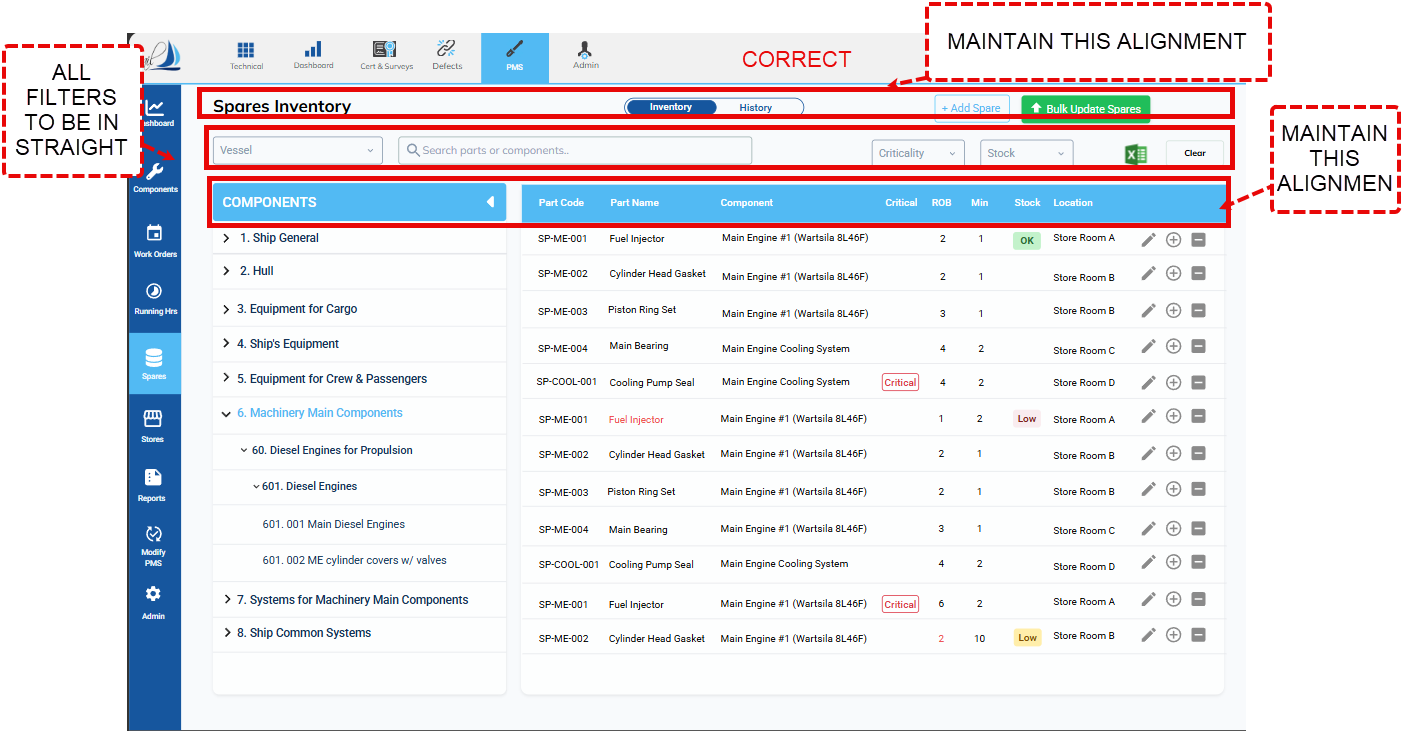 MAINTAIN THIS ALIGNMENT
CORRECT
ALL
FILTERS
TO BE IN
STRAIGHT
MAINTAIN
THIS
ALIGNMEN
Technical
Dashboard
Cert & Surveys
Defects
PMS
Admin
shboard
Components
Work Orders
Running Hrs
Spares
Stores
Reports
Modify
PMS
Admin
Spares Inventory
Inventory
History
+ Add Spare
Bulk Update Spares
Vessel
Search parts or components..
Criticality
Stock
Clear
COMPONENTS
1. Ship General
2. Hull
3. Equipment for Cargo
4. Ship's Equipment
5. Equipment for Crew & Passengers
6. Machinery Main Components
60. Diesel Engines for Propulsion
601. Diesel Engines
601. 001 Main Diesel Engines
601. 002 ME cylinder covers w/ valves
7. Systems for Machinery Main Components
8. Ship Common Systems
Part Code Part Name Component Critical ROB Min Stock Location
SP-ME-001 Fuel Injector Main Engine #1 (Wartsila 8L46F) 2 1 OK Store Room A
SP-ME-002 Cylinder Head Gasket Main Engine #1 (Wartsila 8L46F) 2 1 Store Room B
SP-ME-003 Piston Ring Set Main Engine #1 (Wartsila 8L46F) 3 1 Store Room B
SP-ME-004 Main Bearing Main Engine Cooling System 4 2 Store Room C
SP-COOL-001 Cooling Pump Seal Main Engine Cooling System Critical 4 2 Store Room D
SP-ME-001 Fuel Injector Main Engine #1 (Wartsila 8L46F) 1 2 Low Store Room A
SP-ME-002 Cylinder Head Gasket Main Engine #1 (Wartsila 8L46F) 2 1 Store Room B
SP-ME-003 Piston Ring Set Main Engine #1 (Wartsila 8L46F) 2 1 Store Room B
SP-ME-004 Main Bearing Main Engine #1 (Wartsila 8L46F) 3 1 Store Room C
SP-COOL-001 Cooling Pump Seal Main Engine Cooling System 4 2 Store Room D
SP-ME-001 Fuel Injector Main Engine #1 (Wartsila 8L46F) Critical 6 2 Store Room A
SP-ME-002 Cylinder Head Gasket Main Engine #1 (Wartsila 8L46F) 2 10 Low Store Room B